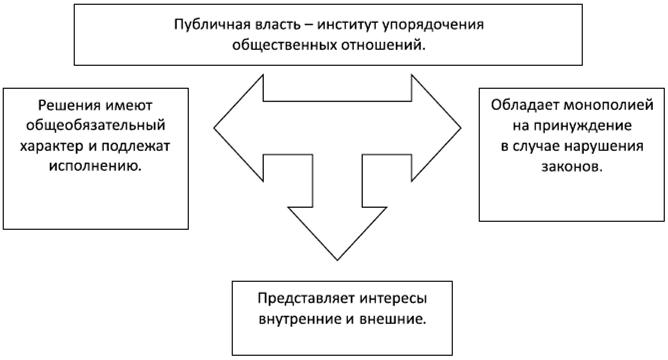 Публичная власть – институт упорядочения
общественных отношений.
Решения имеют
общеобязательный
характер и подлежат
исполнению.
Обладает монополией
на принуждение
в случае нарушения
законов.
Представляет интересы
внутренние и внешние.